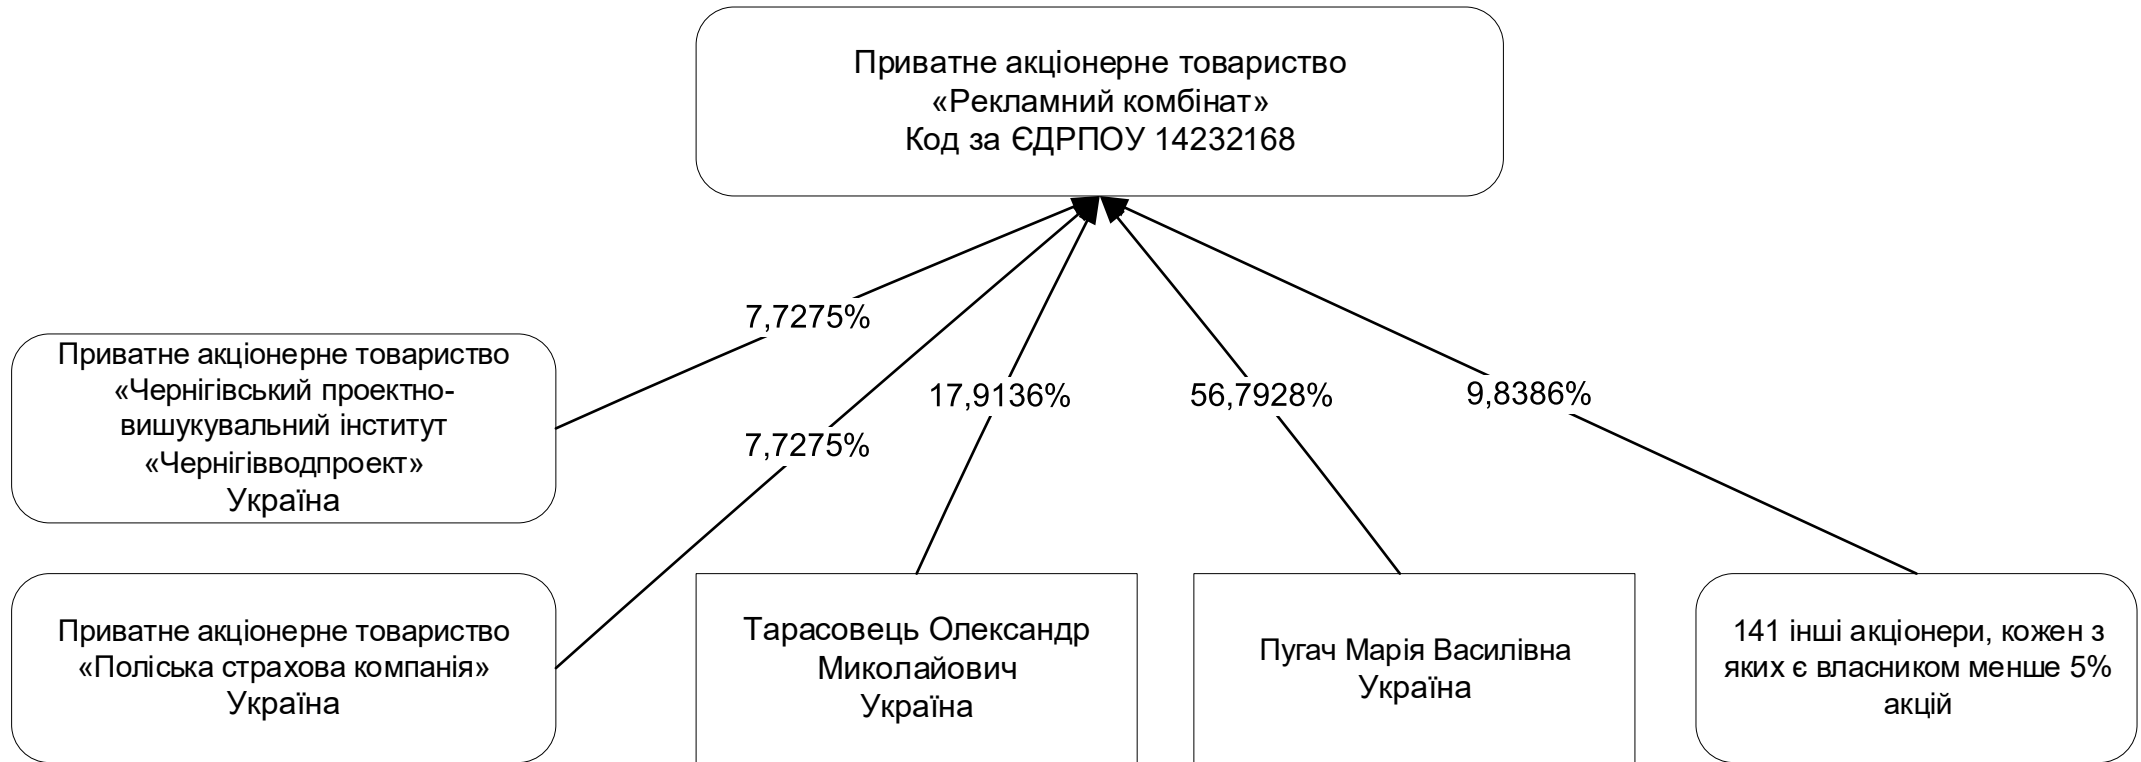 Приватне акціонерне товариство
«Рекламний комбінат»
Код за ЄДРПОУ 14232168
7,7275%
7,7275%
17,9136%
56,7928%
9,8386%
Приватне акціонерне товариство
«Чернігівський проектно-
вишукувальний інститут
«Чернігівводпроект»
Україна
Приватне акціонерне товариство
«Поліська страхова компанія»
Україна
Тарасовець Олександр
Миколайович
Україна
Пугач Марія Василівна
Україна
141 інші акціонери, кожен з
яких є власником менше 5%
акцій